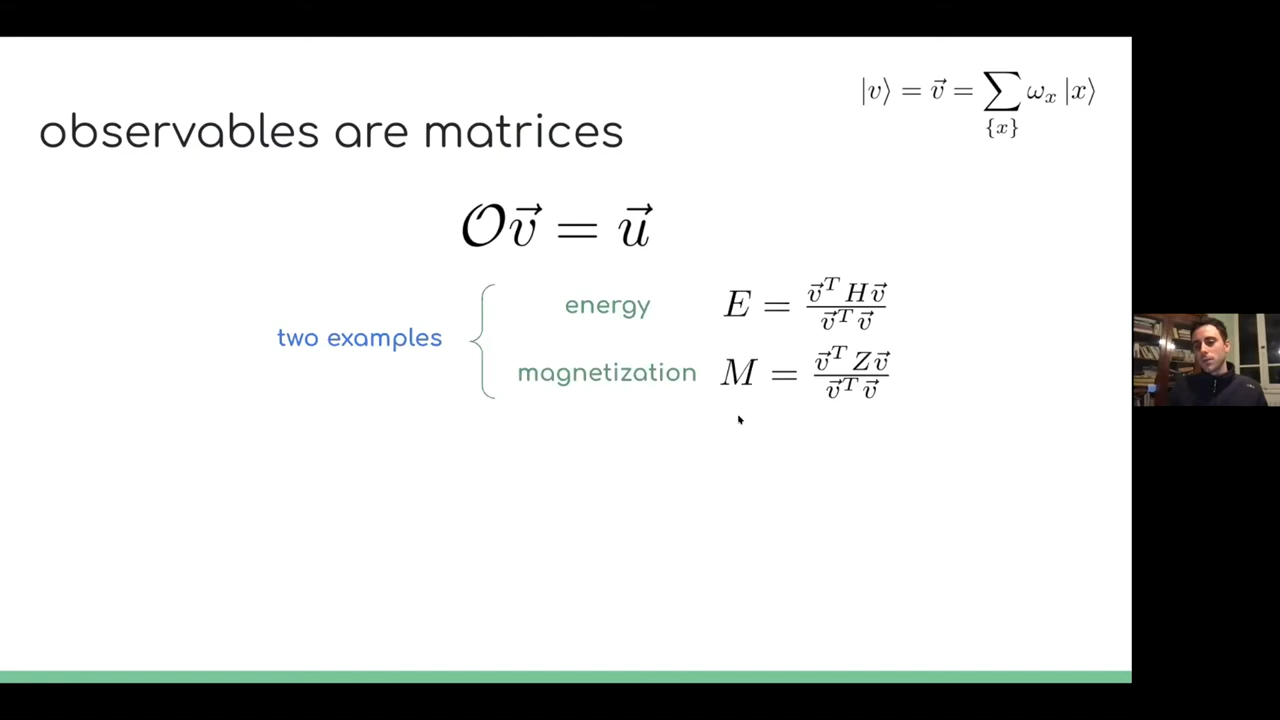 |v⟩ = v⃗ = ∑_{x} ω_x |x⟩
observables are matrices
𝒪v⃗ = u⃗
two examples
energy E = v⃗^T H v⃗ / v⃗^T v⃗
magnetization M = v⃗^T Z v⃗ / v⃗^T v⃗